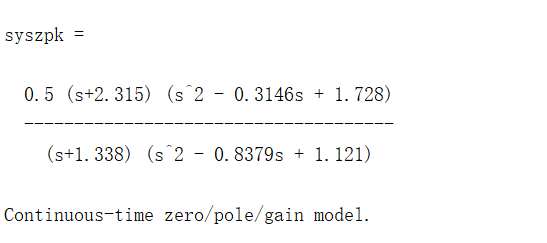 syszpk =
0.5 (s+2.315) (s^2 - 0.3146s + 1.728)
-------------------------------------
(s+1.338) (s^2 - 0.8379s + 1.121)
Continuous-time zero/pole/gain model.